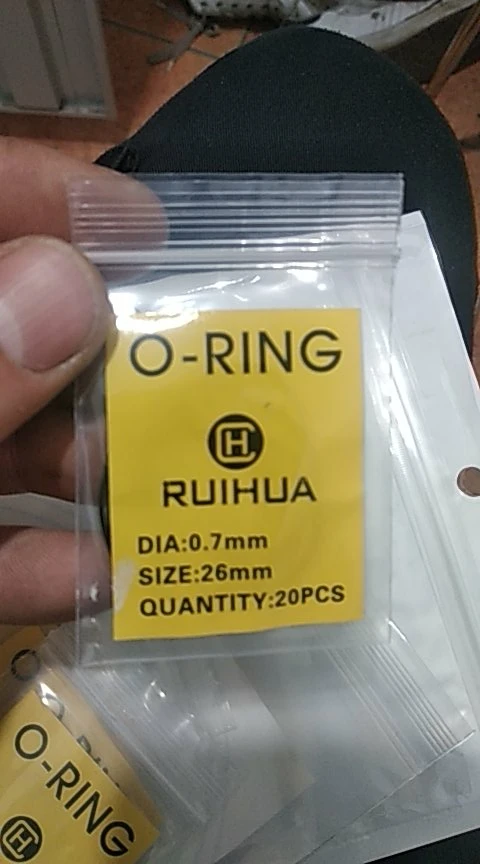 O-RING
RUIHUA
DIA:0.7mm
SIZE:26mm
QUANTITY:20PCS
O-RING